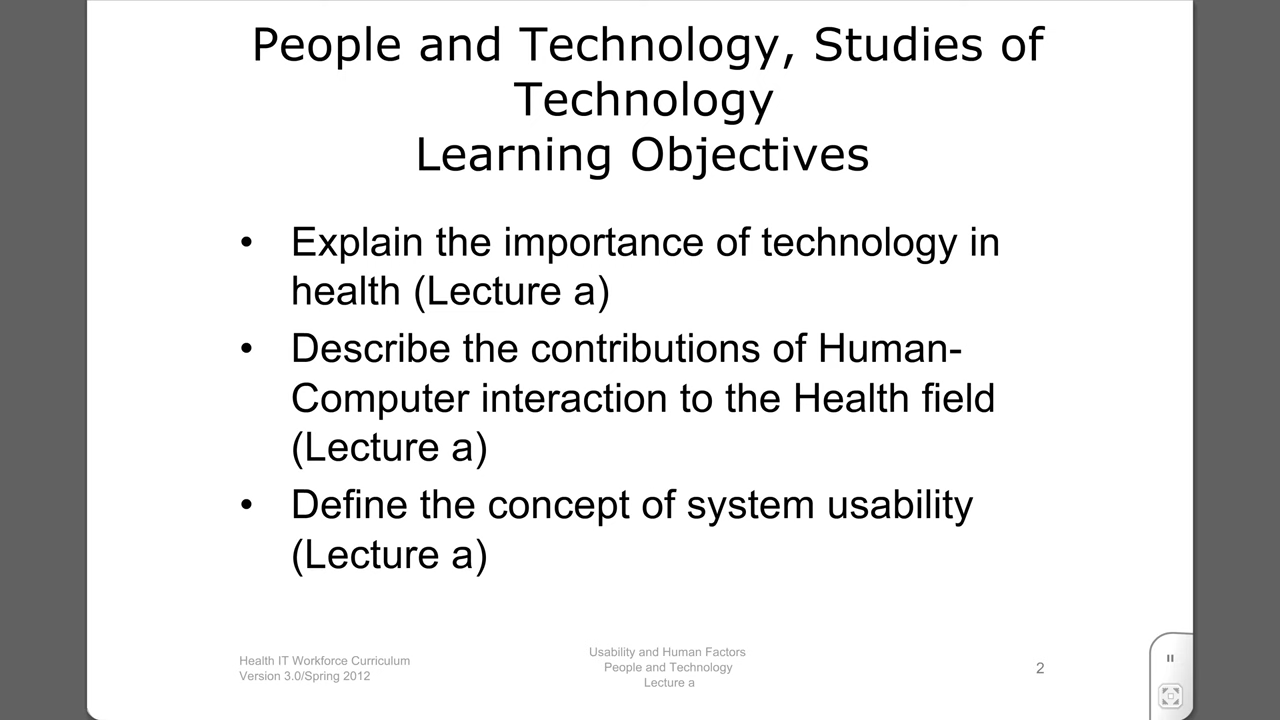 People and Technology, Studies of
Technology
Learning Objectives
• Explain the importance of technology in
health (Lecture a)
• Describe the contributions of Human-
Computer interaction to the Health field
(Lecture a)
• Define the concept of system usability
(Lecture a)
Health IT Workforce Curriculum
Version 3.0/Spring 2012
Usability and Human Factors
People and Technology
Lecture a
2